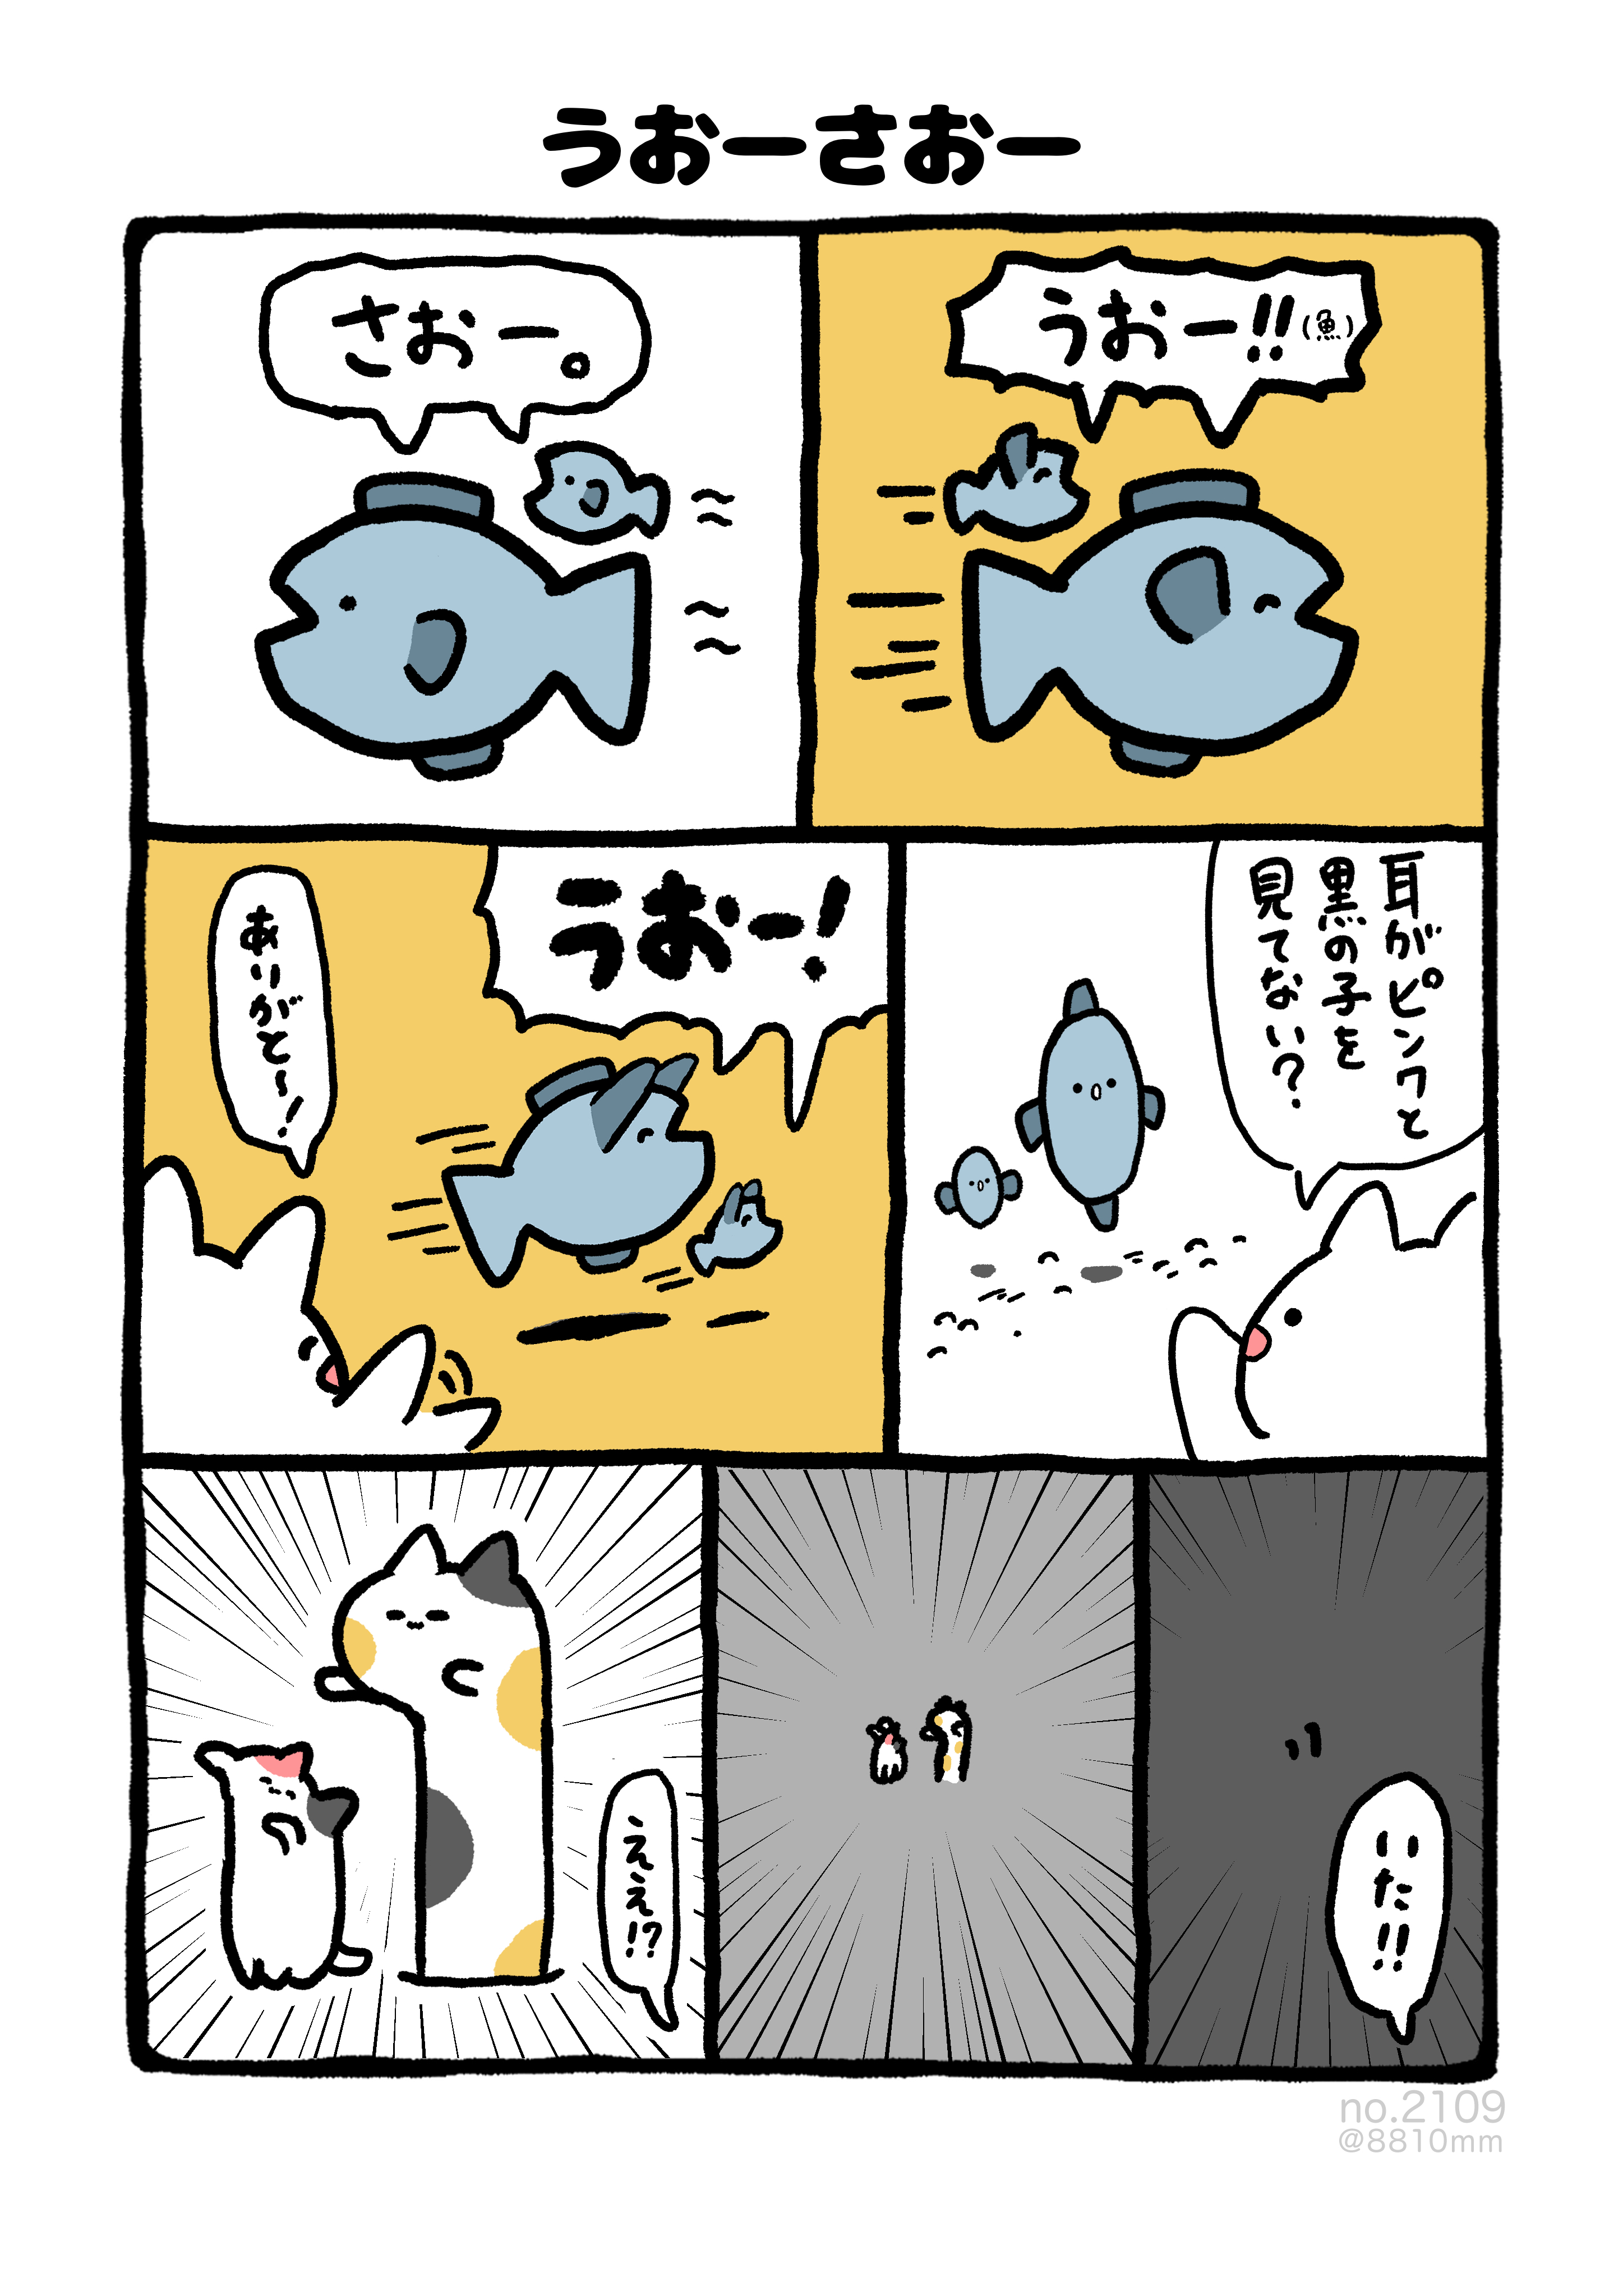 うおーさおー
うおー!!(魚)
さおー。
耳がピンクと
黒の子を
見てない?
うおー!
ありがと〜!
いた!!
ええ!?
no.2109
@8810mm